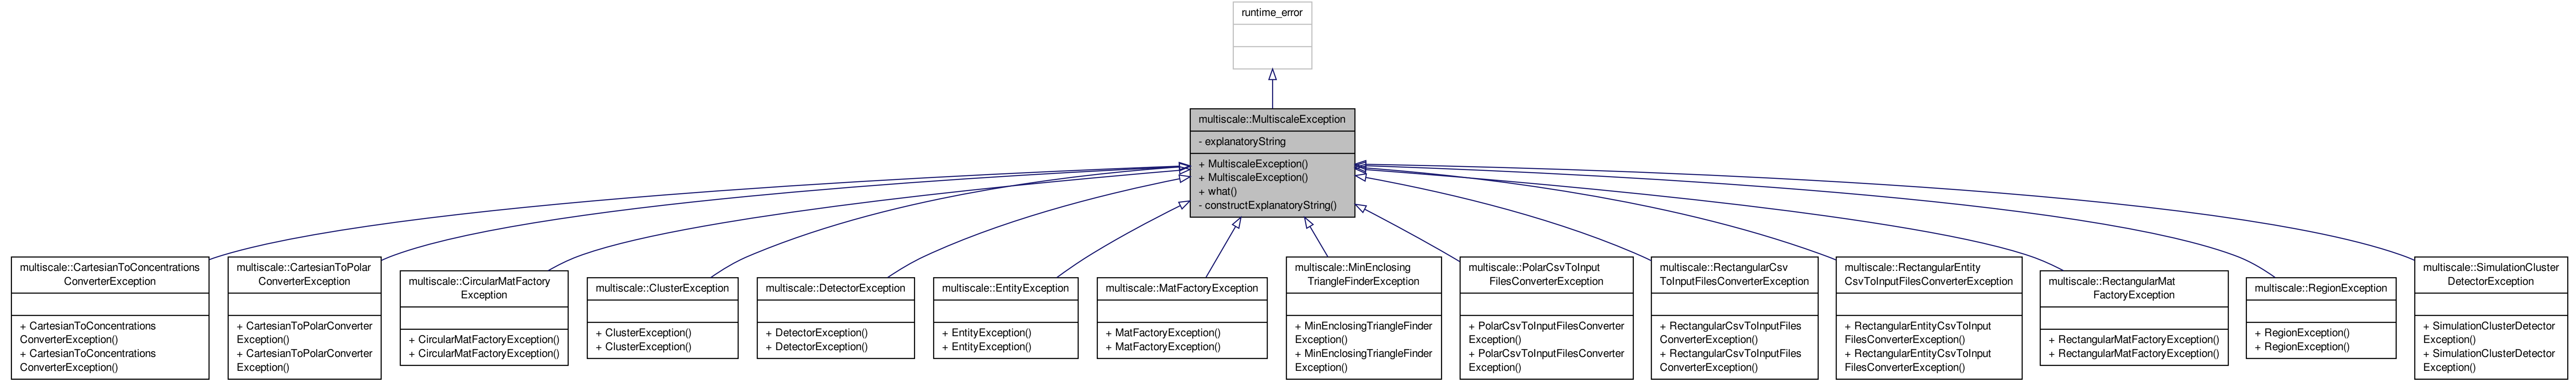 runtime_error
multiscale::MultiscaleException
- explanatoryString
+ MultiscaleException()
+ MultiscaleException()
+ what()
- constructExplanatoryString()
multiscale::CartesianToConcentrations
ConverterException
+ CartesianToConcentrations
ConverterException()
+ CartesianToConcentrations
ConverterException()
multiscale::CartesianToPolar
ConverterException
+ CartesianToPolarConverter
Exception()
+ CartesianToPolarConverter
Exception()
multiscale::CircularMatFactory
Exception
+ CircularMatFactoryException()
+ CircularMatFactoryException()
multiscale::ClusterException
+ ClusterException()
+ ClusterException()
multiscale::DetectorException
+ DetectorException()
+ DetectorException()
multiscale::EntityException
+ EntityException()
+ EntityException()
multiscale::MatFactoryException
+ MatFactoryException()
+ MatFactoryException()
multiscale::MinEnclosing
TriangleFinderException
+ MinEnclosingTriangleFinder
Exception()
+ MinEnclosingTriangleFinder
Exception()
multiscale::PolarCsvToInput
FilesConverterException
+ PolarCsvToInputFilesConverter
Exception()
+ PolarCsvToInputFilesConverter
Exception()
multiscale::RectangularCsv
ToInputFilesConverterException
+ RectangularCsvToInputFiles
ConverterException()
+ RectangularCsvToInputFiles
ConverterException()
multiscale::RectangularEntity
CsvToInputFilesConverterException
+ RectangularEntityCsvToInput
FilesConverterException()
+ RectangularEntityCsvToInput
FilesConverterException()
multiscale::RectangularMat
FactoryException
+ RectangularMatFactoryException()
+ RectangularMatFactoryException()
multiscale::RegionException
+ RegionException()
+ RegionException()
multiscale::SimulationCluster
DetectorException
+ SimulationClusterDetector
Exception()
+ SimulationClusterDetector
Exception()